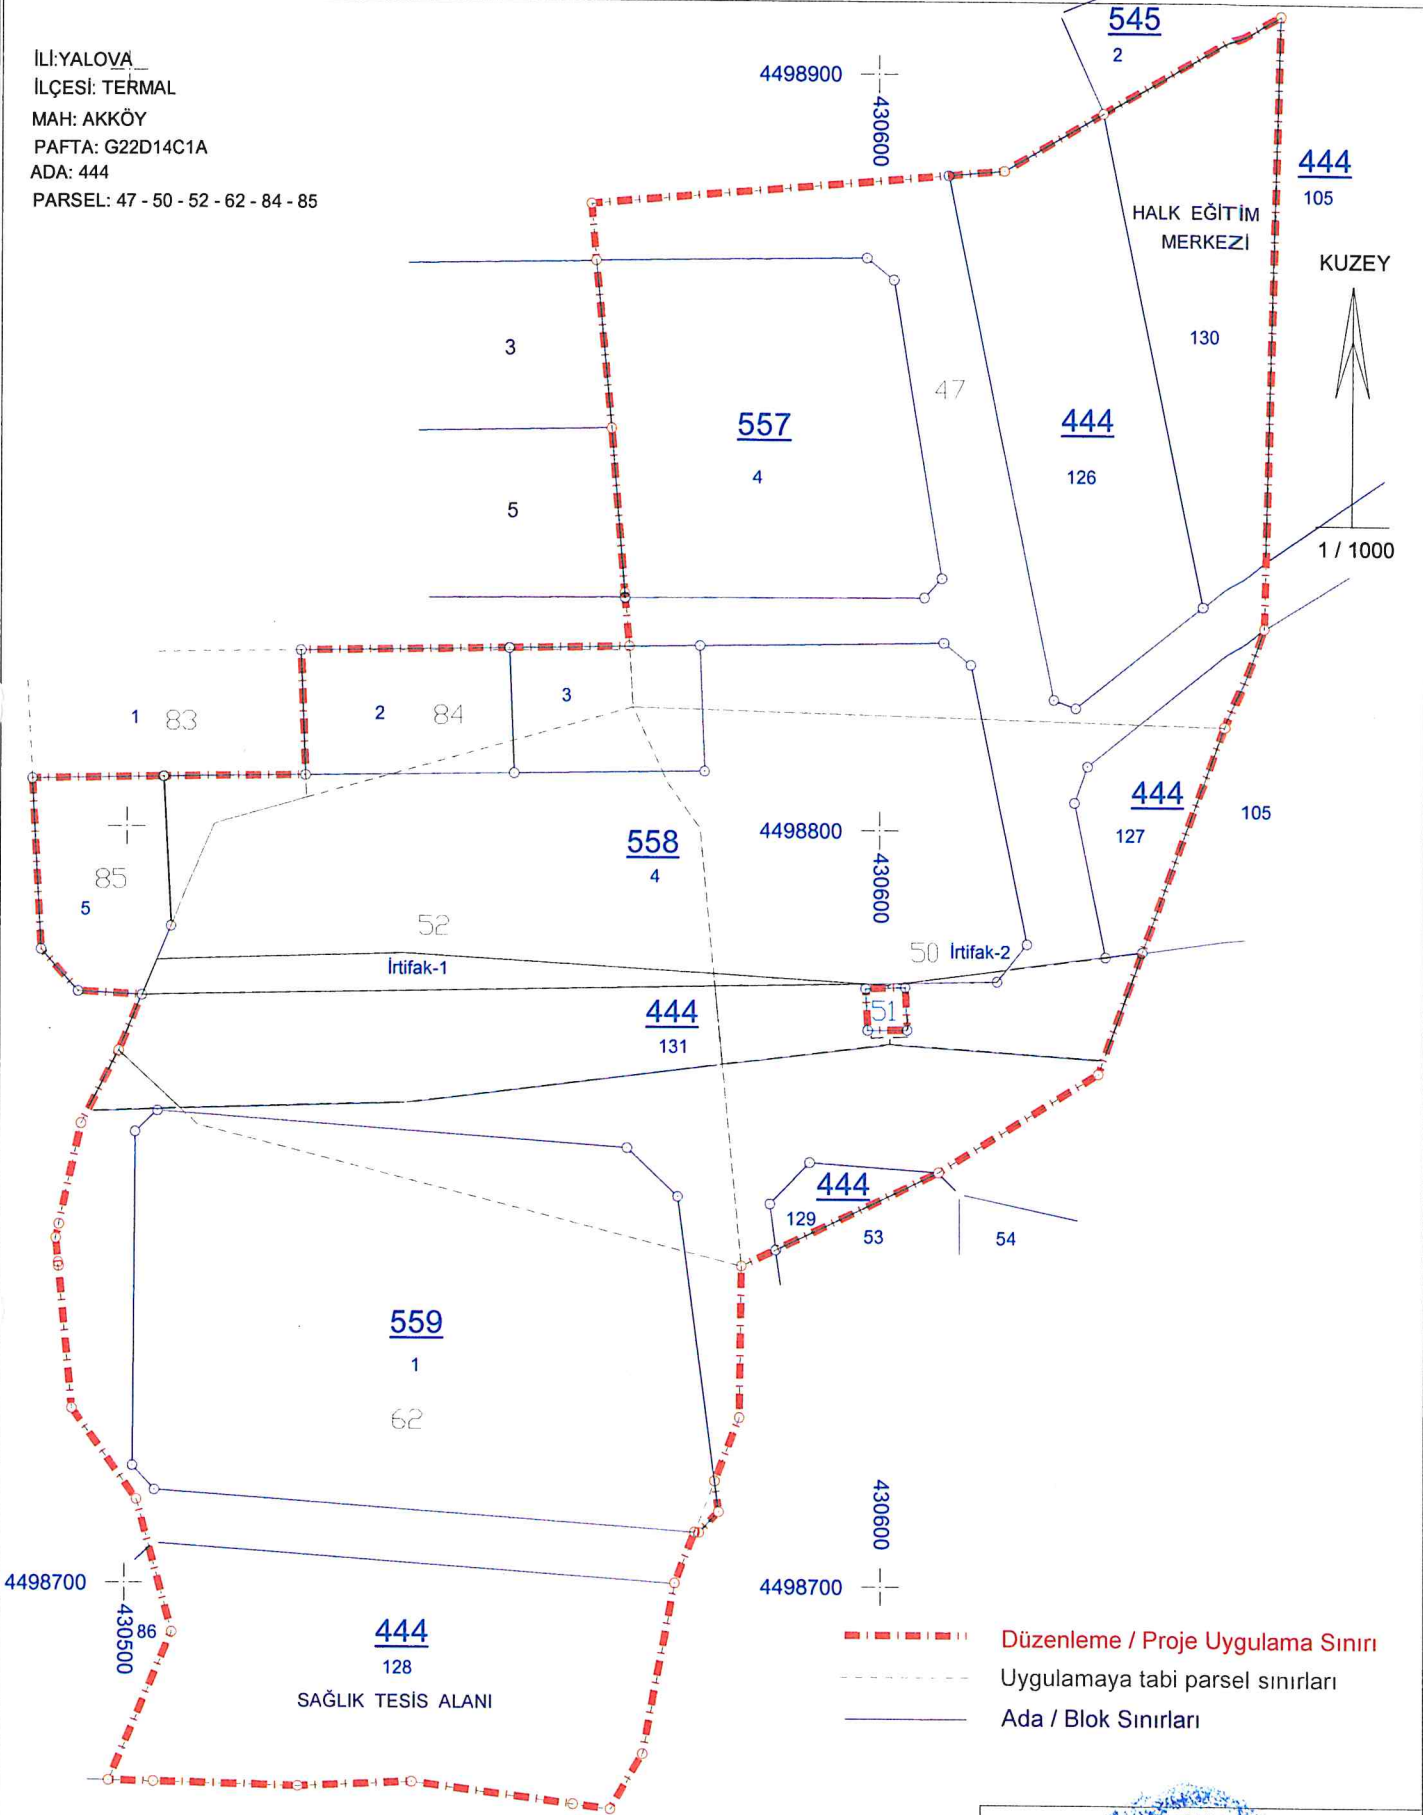 İLİ:YALOVA
İLÇESİ: TERMAL
MAH: AKKÖY
PAFTA: G22D14C1A
ADA: 444
PARSEL: 47 - 50 - 52 - 62 - 84 - 85
545
2
4498900
430600
444
105
HALK EĞİTİM
MERKEZİ
KUZEY
3
130
47
557
4
444
126
5
1 / 1000
1
83
2
84
3
444
127
105
558
4
4498800
430600
85
5
52
50
İrtifak-2
İrtifak-1
51
444
131
444
129
53
54
559
1
62
430600
4498700
430500
86
4498700
444
128
SAĞLIK TESİS ALANI
Düzenleme / Proje Uygulama Sınırı
Uygulamaya tabi parsel sınırları
Ada / Blok Sınırları